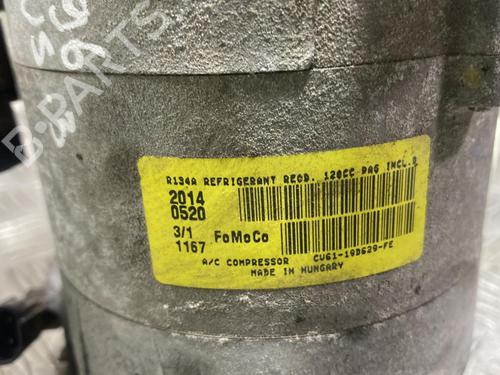 B-PARTS
R134A REFRIGERANT REQD. 120CC PAG INCL.
2014
0520
3/1
1167 FoMoCo
A/C COMPRESSOR CV61-19D629-FE
MADE IN HUNGARY